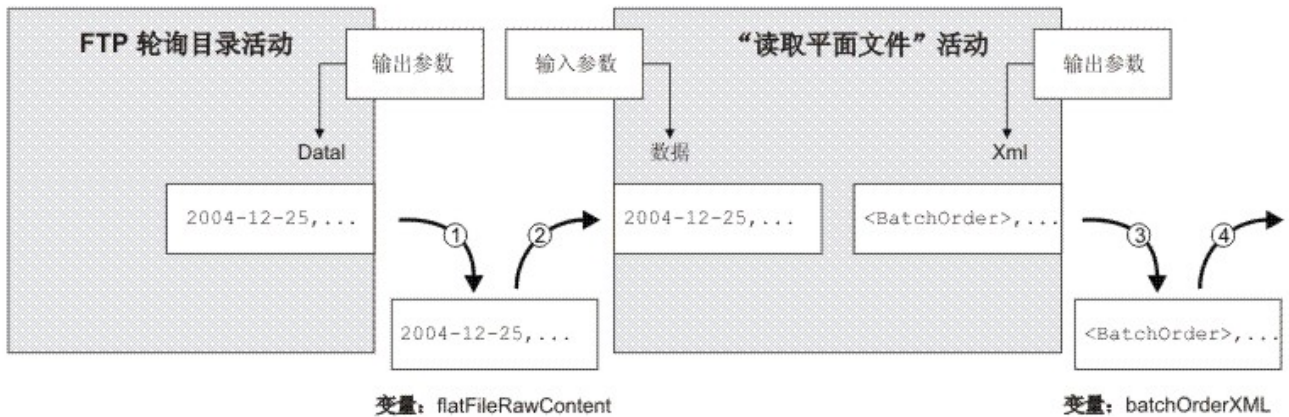 FTP 轮询目录活动
输出参数
Datal
2004-12-25,...
①
②
2004-12-25,...
变量：flatFileRawContent
“读取平面文件”活动
输入参数
数据
2004-12-25,...
输出参数
Xml
<BatchOrder>,...
③
④
<BatchOrder>,...
变量：batchOrderXML